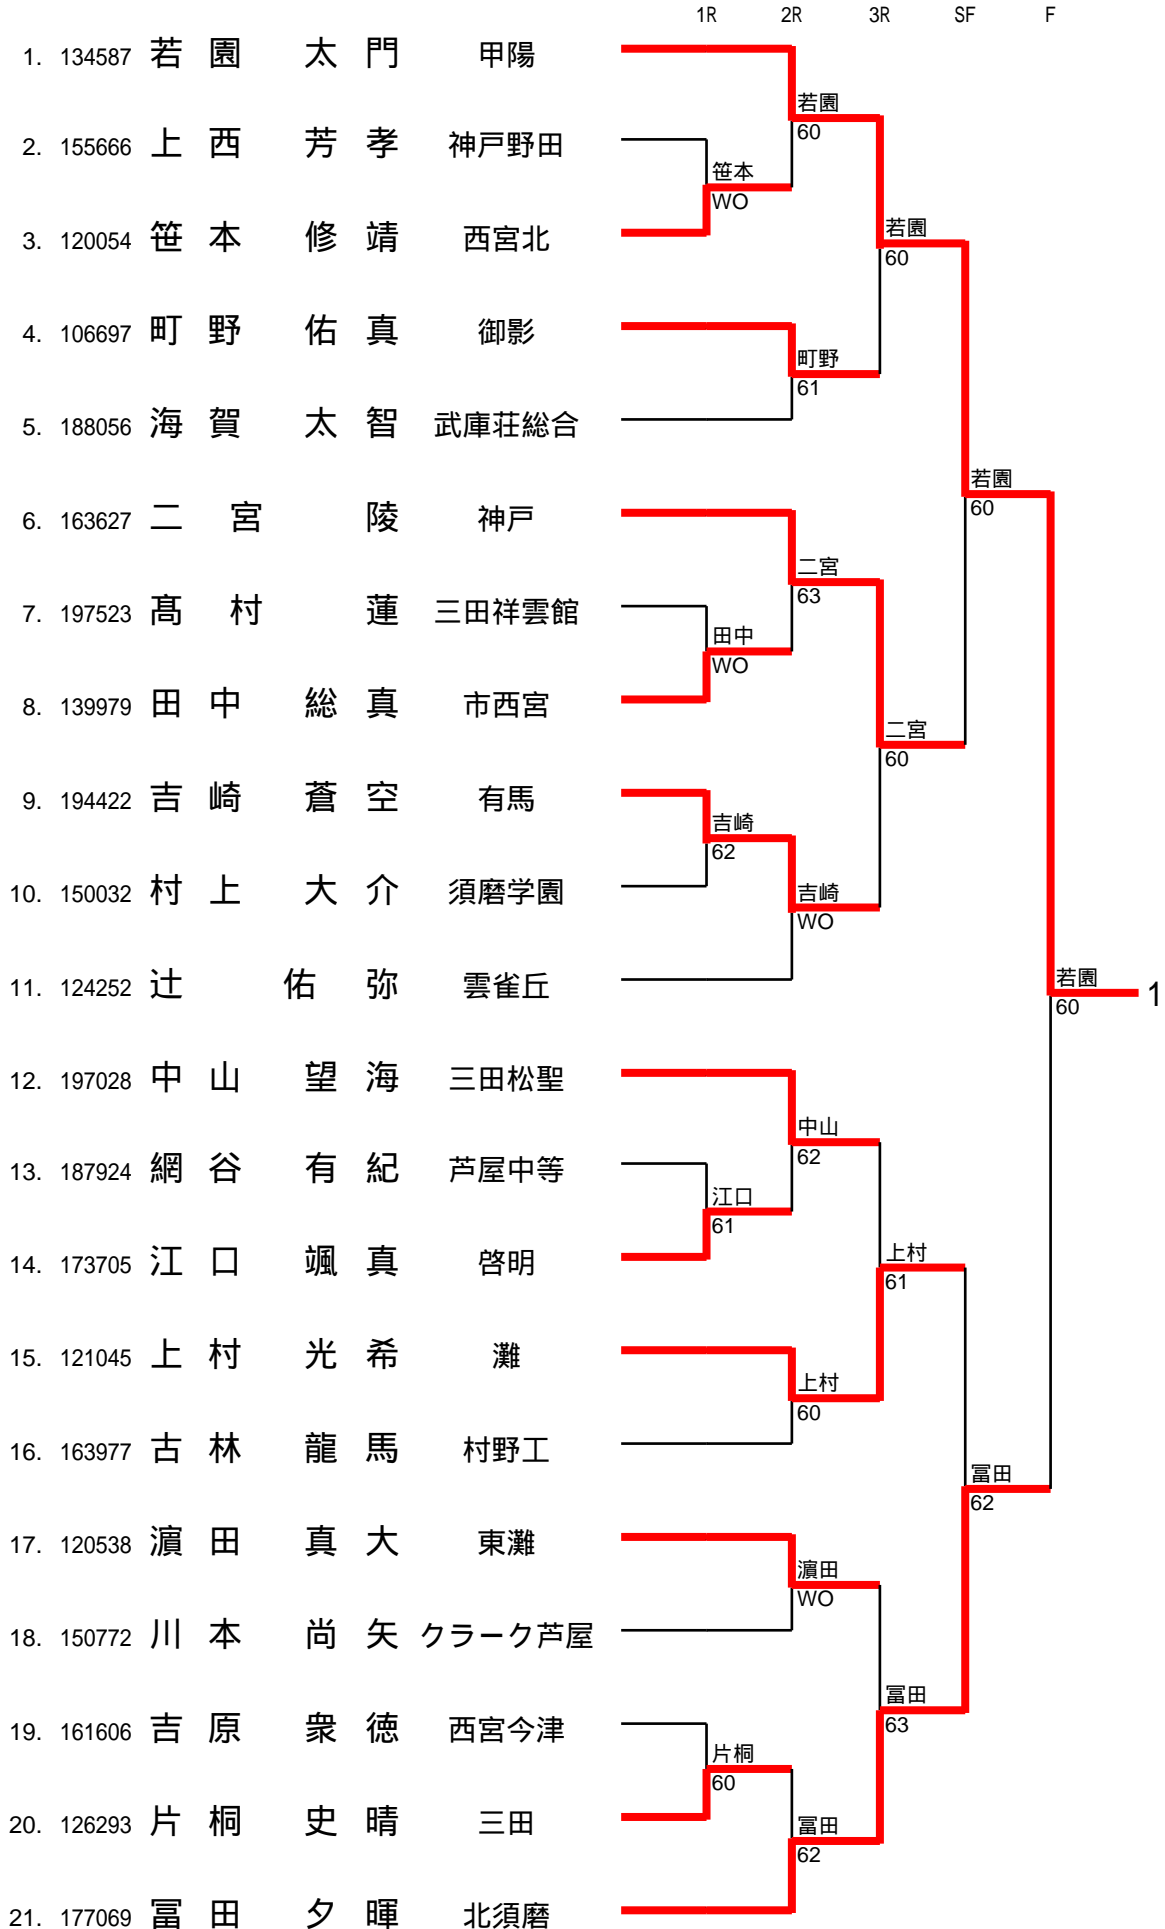 1R 2R 3R SF F
1. 134587 若園 太門 甲陽
若園
60
2. 155666 上西 芳孝 神戸野田
笹本
WO
3. 120054 笹本 修靖 西宮北
若園
60
4. 106697 町野 佑真 御影
町野
61
5. 188056 海賀 太智 武庫荘総合
若園
60
6. 163627 二宮 陵 神戸
二宮
63
7. 197523 髙村 蓮 三田祥雲館
田中
WO
8. 139979 田中 総真 市西宮
二宮
60
9. 194422 吉崎 蒼空 有馬
吉崎
62
10. 150032 村上 大介 須磨学園
吉崎
WO
11. 124252 辻 佑弥 雲雀丘
若園
60
1
12. 197028 中山 望海 三田松聖
中山
62
13. 187924 網谷 有紀 芦屋中等
江口
61
14. 173705 江口 颯真 啓明
上村
61
15. 121045 上村 光希 灘
上村
60
16. 163977 古林 龍馬 村野工
冨田
62
17. 120538 濵田 真大 東灘
濵田
WO
18. 150772 川本 尚矢 クラーク芦屋
冨田
63
19. 161606 吉原 衆徳 西宮今津
片桐
60
20. 126293 片桐 史晴 三田
冨田
62
21. 177069 冨田 夕暉 北須磨